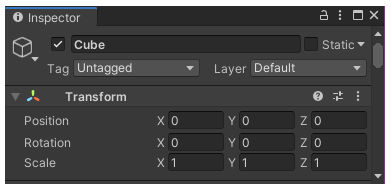 Inspector
Cube Static
Tag Untagged Layer Default
Transform
Position X 0 Y 0 Z 0
Rotation X 0 Y 0 Z 0
Scale X 1 Y 1 Z 1